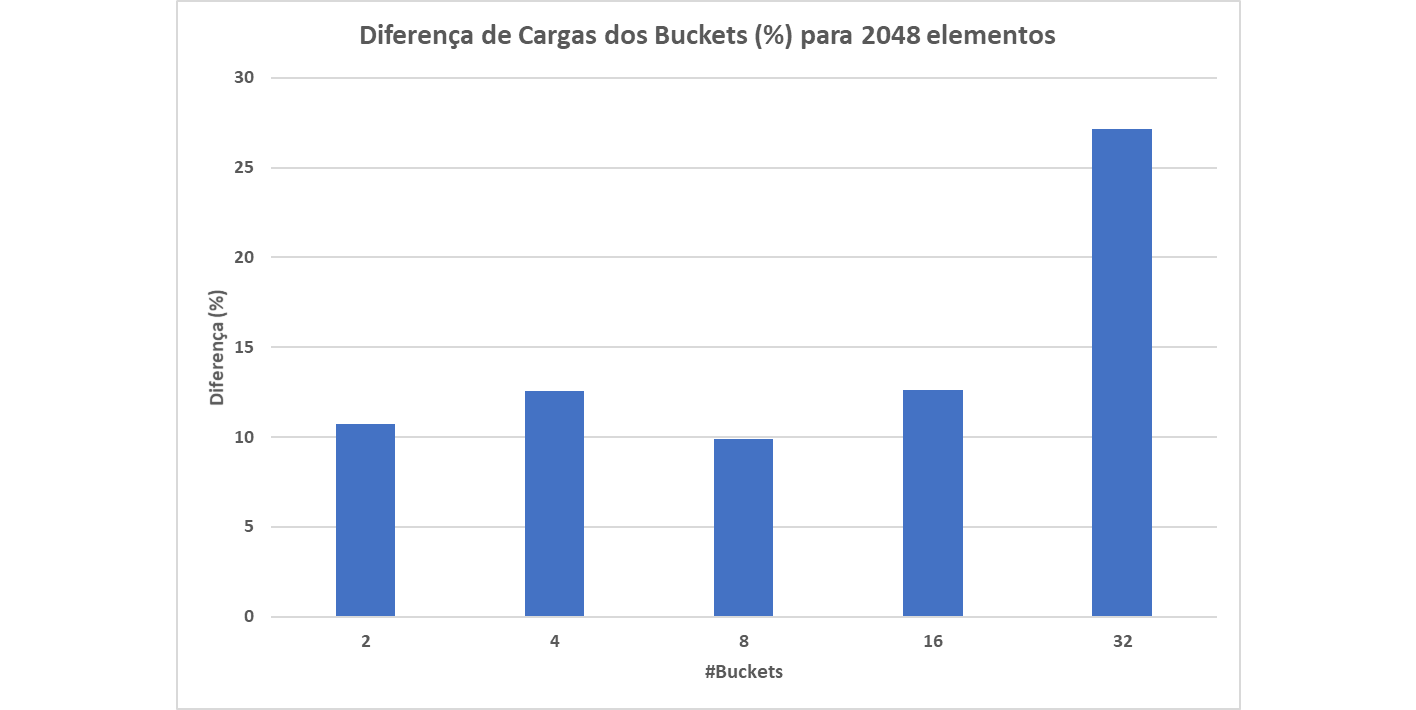 Diferença de Cargas dos Buckets (%) para 2048 elementos
30
25
20
15
10
5
0
Diferença (%)
2 4 8 16 32
#Buckets